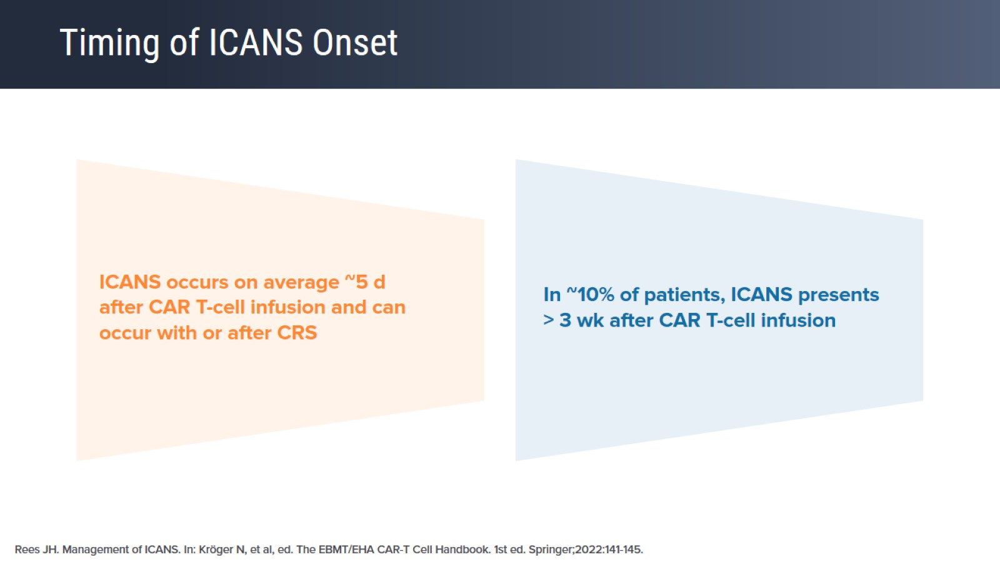 Timing of ICANS Onset
ICANS occurs on average ~5 d
after CAR T-cell infusion and can
occur with or after CRS
In ~10% of patients, ICANS presents
> 3 wk after CAR T-cell infusion
Rees JH. Management of ICANS. In: Kröger N, et al, ed. The EBMT/EHA CAR-T Cell Handbook. 1st ed. Springer;2022:141-145.